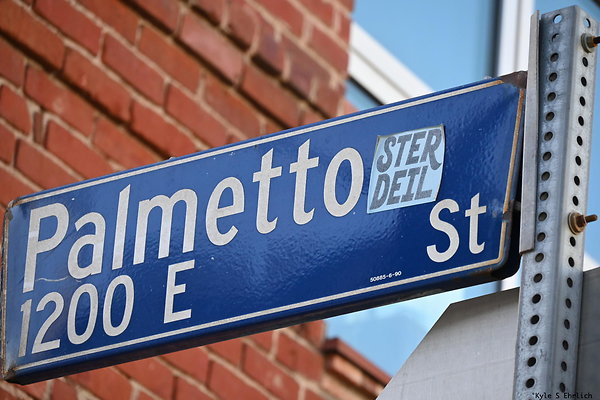 Palmetto St
STER
DEIL
1200 E
50885-6-90
©Kyle S Ehrlich